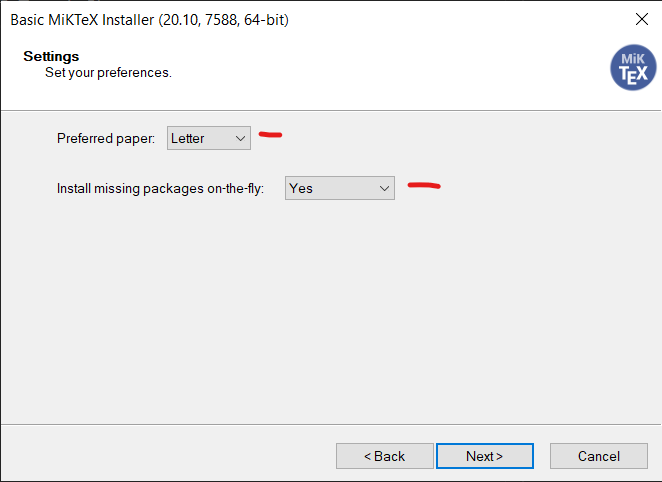 Basic MiKTeX Installer (20.10, 7588, 64-bit)
Settings
Set your preferences.
MiK
TEX
Preferred paper: Letter
Install missing packages on-the-fly: Yes
< Back Next > Cancel